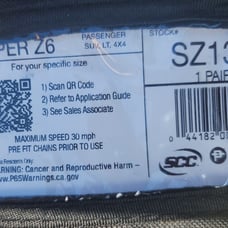 PER Z6
PASSENGER
SUV, LT, 4X4
STOCK#
SZ13
1 PAIR
For your specific size
1) Scan QR Code
2) Refer to Application Guide
3) See Sales Associate
MAXIMUM SPEED 30 mph
PRE FIT CHAINS PRIOR TO USE
Residents Only.
WARNING: Cancer and Reproductive Harm –
www.P65Warnings.ca.gov
SCC
0 44182 0